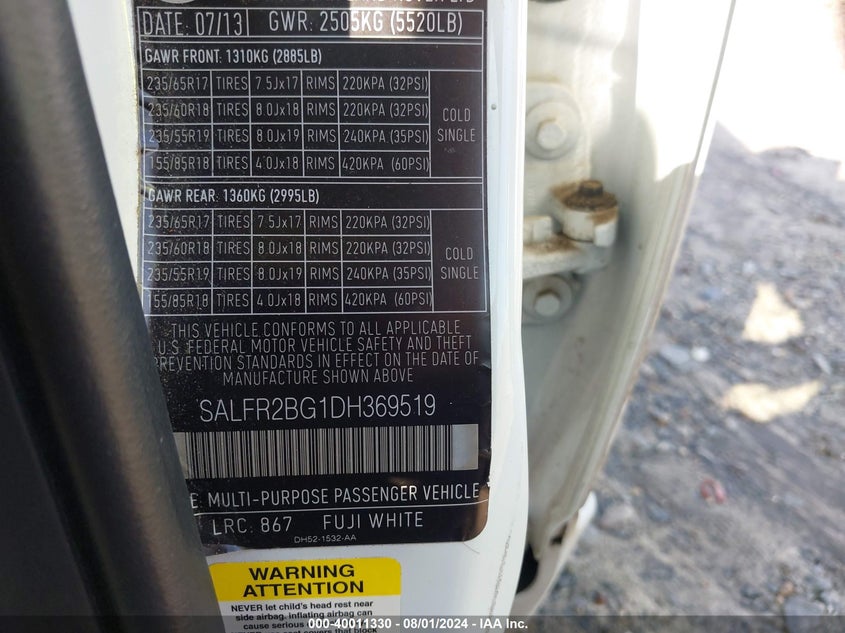 LAND ROVER LTD
DATE: 07/13 GWR: 2505KG (5520LB)
GAWR FRONT: 1310KG (2885LB)
235/65R17 TIRES 7.5Jx17 RIMS 220KPA (32PSI)
235/60R18 TIRES 8.0Jx18 RIMS 220KPA (32PSI)
235/55R19 TIRES 8.0Jx19 RIMS 240KPA (35PSI)
155/85R18 TIRES 4.0Jx18 RIMS 420KPA (60PSI)
COLD
SINGLE
GAWR REAR: 1360KG (2995LB)
235/65R17 TIRES 7.5Jx17 RIMS 220KPA (32PSI)
235/60R18 TIRES 8.0Jx18 RIMS 220KPA (32PSI)
235/55R19 TIRES 8.0Jx19 RIMS 240KPA (35PSI)
155/85R18 TIRES 4.0Jx18 RIMS 420KPA (60PSI)
COLD
SINGLE
THIS VEHICLE CONFORMS TO ALL APPLICABLE
U.S. FEDERAL MOTOR VEHICLE SAFETY AND THEFT
PREVENTION STANDARDS IN EFFECT ON THE DATE OF
MANUFACTURE SHOWN ABOVE
SALFR2BG1DH369519
E: MULTI-PURPOSE PASSENGER VEHICLE
LRC: 867 FUJI WHITE
DH52-1532-AA
WARNING
ATTENTION
NEVER let child's head rest near
side airbag. Inflating airbag can
cause serious
000-40011330 - 08/01/2024 - IAA Inc.